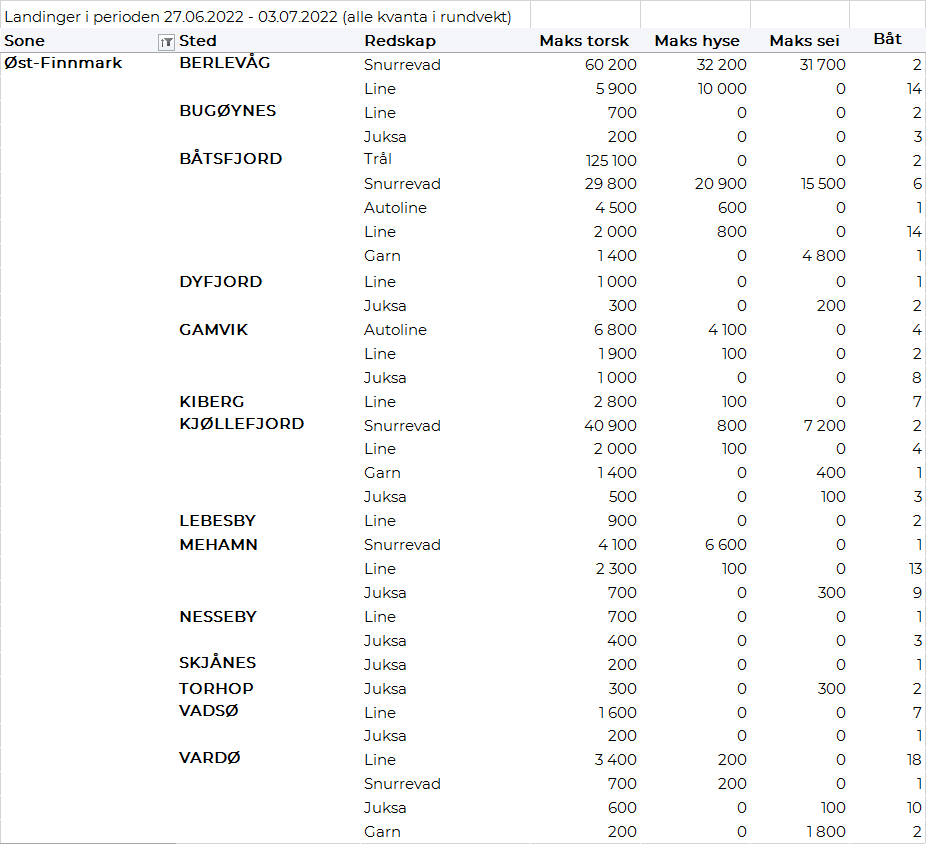 Landinger i perioden 27.06.2022 - 03.07.2022 (alle kvanta i rundvekt)
Sone Sted Redskap Maks torsk Maks hyse Maks sei Båt
Øst-Finnmark BERLEVÅG Snurrevad 60 200 32 200 31 700 2
Line 5 900 10 000 0 14
BUGØYNES Line 700 0 0 2
Juksa 200 0 0 3
BÅTSFJORD Trål 125 100 0 0 2
Snurrevad 29 800 20 900 15 500 6
Autoline 4 500 600 0 1
Line 2 000 800 0 14
Garn 1 400 0 4 800 1
DYFJORD Line 1 000 0 0 1
Juksa 300 0 200 2
GAMVIK Autoline 6 800 4 100 0 4
Line 1 900 100 0 2
Juksa 1 000 0 0 8
KIBERG Line 2 800 100 0 7
KJØLLEFJORD Snurrevad 40 900 800 7 200 2
Line 2 000 100 0 4
Garn 1 400 0 400 1
Juksa 500 0 100 3
LEBESBY Line 900 0 0 2
MEHAMN Snurrevad 4 100 6 600 0 1
Line 2 300 100 0 13
Juksa 700 0 300 9
NESSEBY Line 700 0 0 1
Juksa 400 0 0 3
SKJÅNES Juksa 200 0 0 1
TORHOP Juksa 300 0 300 2
VADSØ Line 1 600 0 0 7
Juksa 200 0 0 1
VARDØ Line 3 400 200 0 18
Snurrevad 700 200 0 1
Juksa 600 0 100 10
Garn 200 0 1 800 2